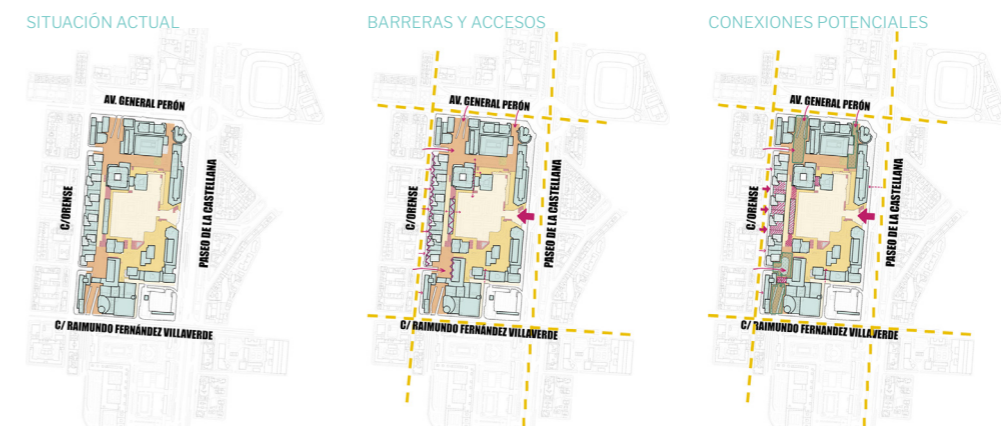 SITUACIÓN ACTUAL
AV. GENERAL PERÓN
C/ORENSE
PASEO DE LA CASTELLANA
C/ RAIMUNDO FERNÁNDEZ VILLAVERDE
BARRERAS Y ACCESOS
AV. GENERAL PERÓN
C/ORENSE
PASEO DE LA CASTELLANA
C/ RAIMUNDO FERNÁNDEZ VILLAVERDE
CONEXIONES POTENCIALES
AV. GENERAL PERÓN
C/ORENSE
PASEO DE LA CASTELLANA
C/ RAIMUNDO FERNÁNDEZ VILLAVERDE